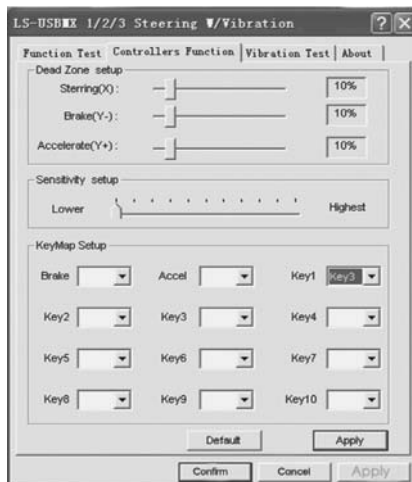 LS-USBMX 1/2/3 Steering W/Vibration ? X
Function Test Controllers Function Vibration Test About
Dead Zone setup
Sterring(X): 10%
Brake(Y-): 10%
Accelerate(Y+): 10%
Sensitivity setup
Lower Highest
KeyMap Setup
Brake Accel Key1 Key3
Key2 Key3 Key4
Key5 Key6 Key7
Key8 Key9 Key10
Default Apply
Confirm Cancel Apply